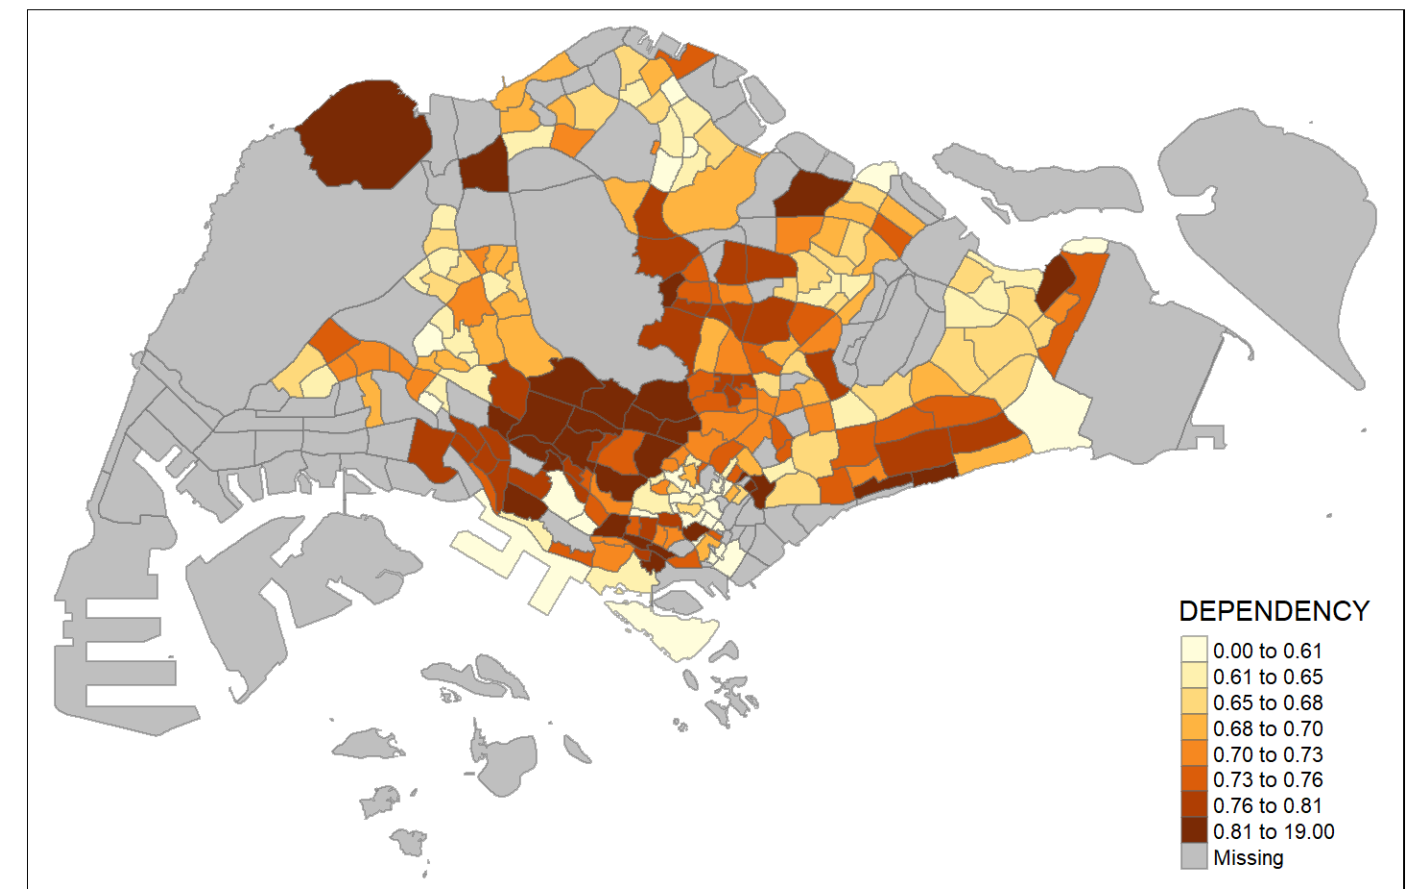 DEPENDENCY
0.00 to 0.61
0.61 to 0.65
0.65 to 0.68
0.68 to 0.70
0.70 to 0.73
0.73 to 0.76
0.76 to 0.81
0.81 to 19.00
Missing